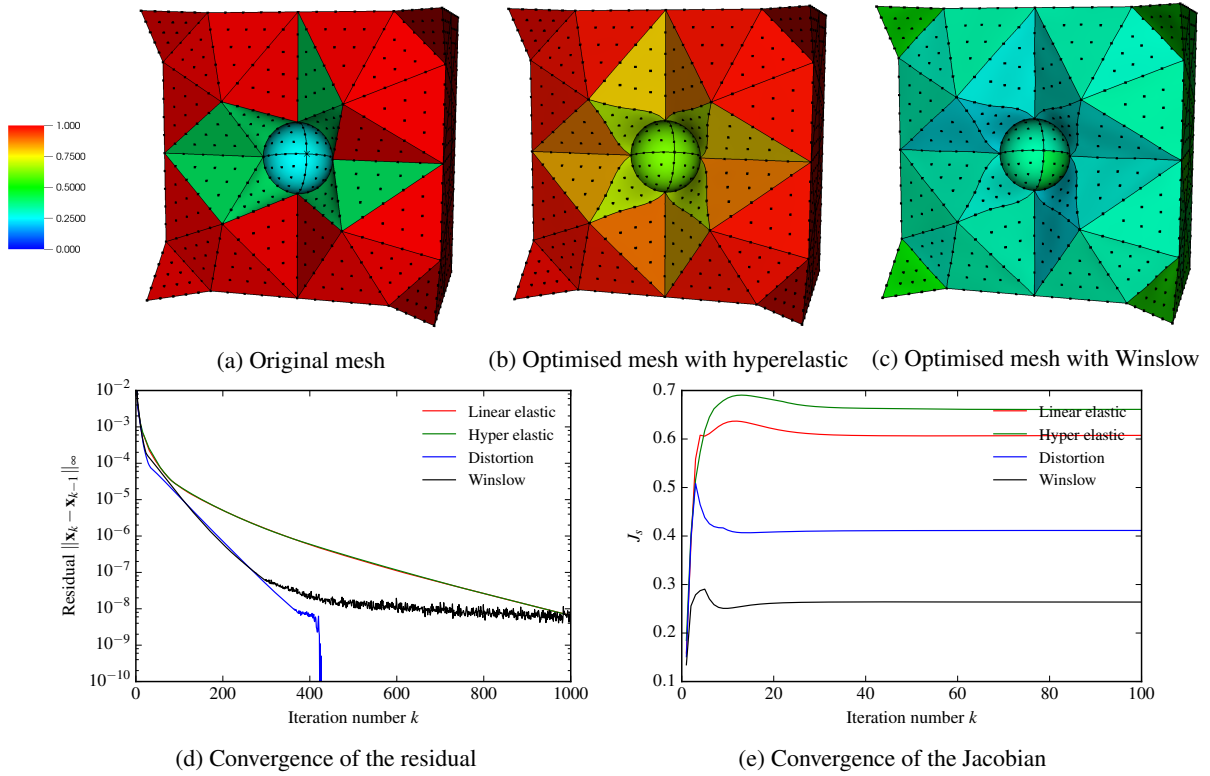 1.000
0.7500
0.5000
0.2500
0.000
(a) Original mesh
(b) Optimised mesh with hyperelastic
(c) Optimised mesh with Winslow
10⁻²
10⁻³
10⁻⁴
10⁻⁵
10⁻⁶
10⁻⁷
10⁻⁸
10⁻⁹
10⁻¹⁰
Residual ||x_k − x_{k−1}||_∞
Linear elastic
Hyper elastic
Distortion
Winslow
0 200 400 600 800 1000
Iteration number k
(d) Convergence of the residual
0.7
0.6
0.5
0.4
0.3
0.2
0.1
J_s
Linear elastic
Hyper elastic
Distortion
Winslow
0 20 40 60 80 100
Iteration number k
(e) Convergence of the Jacobian